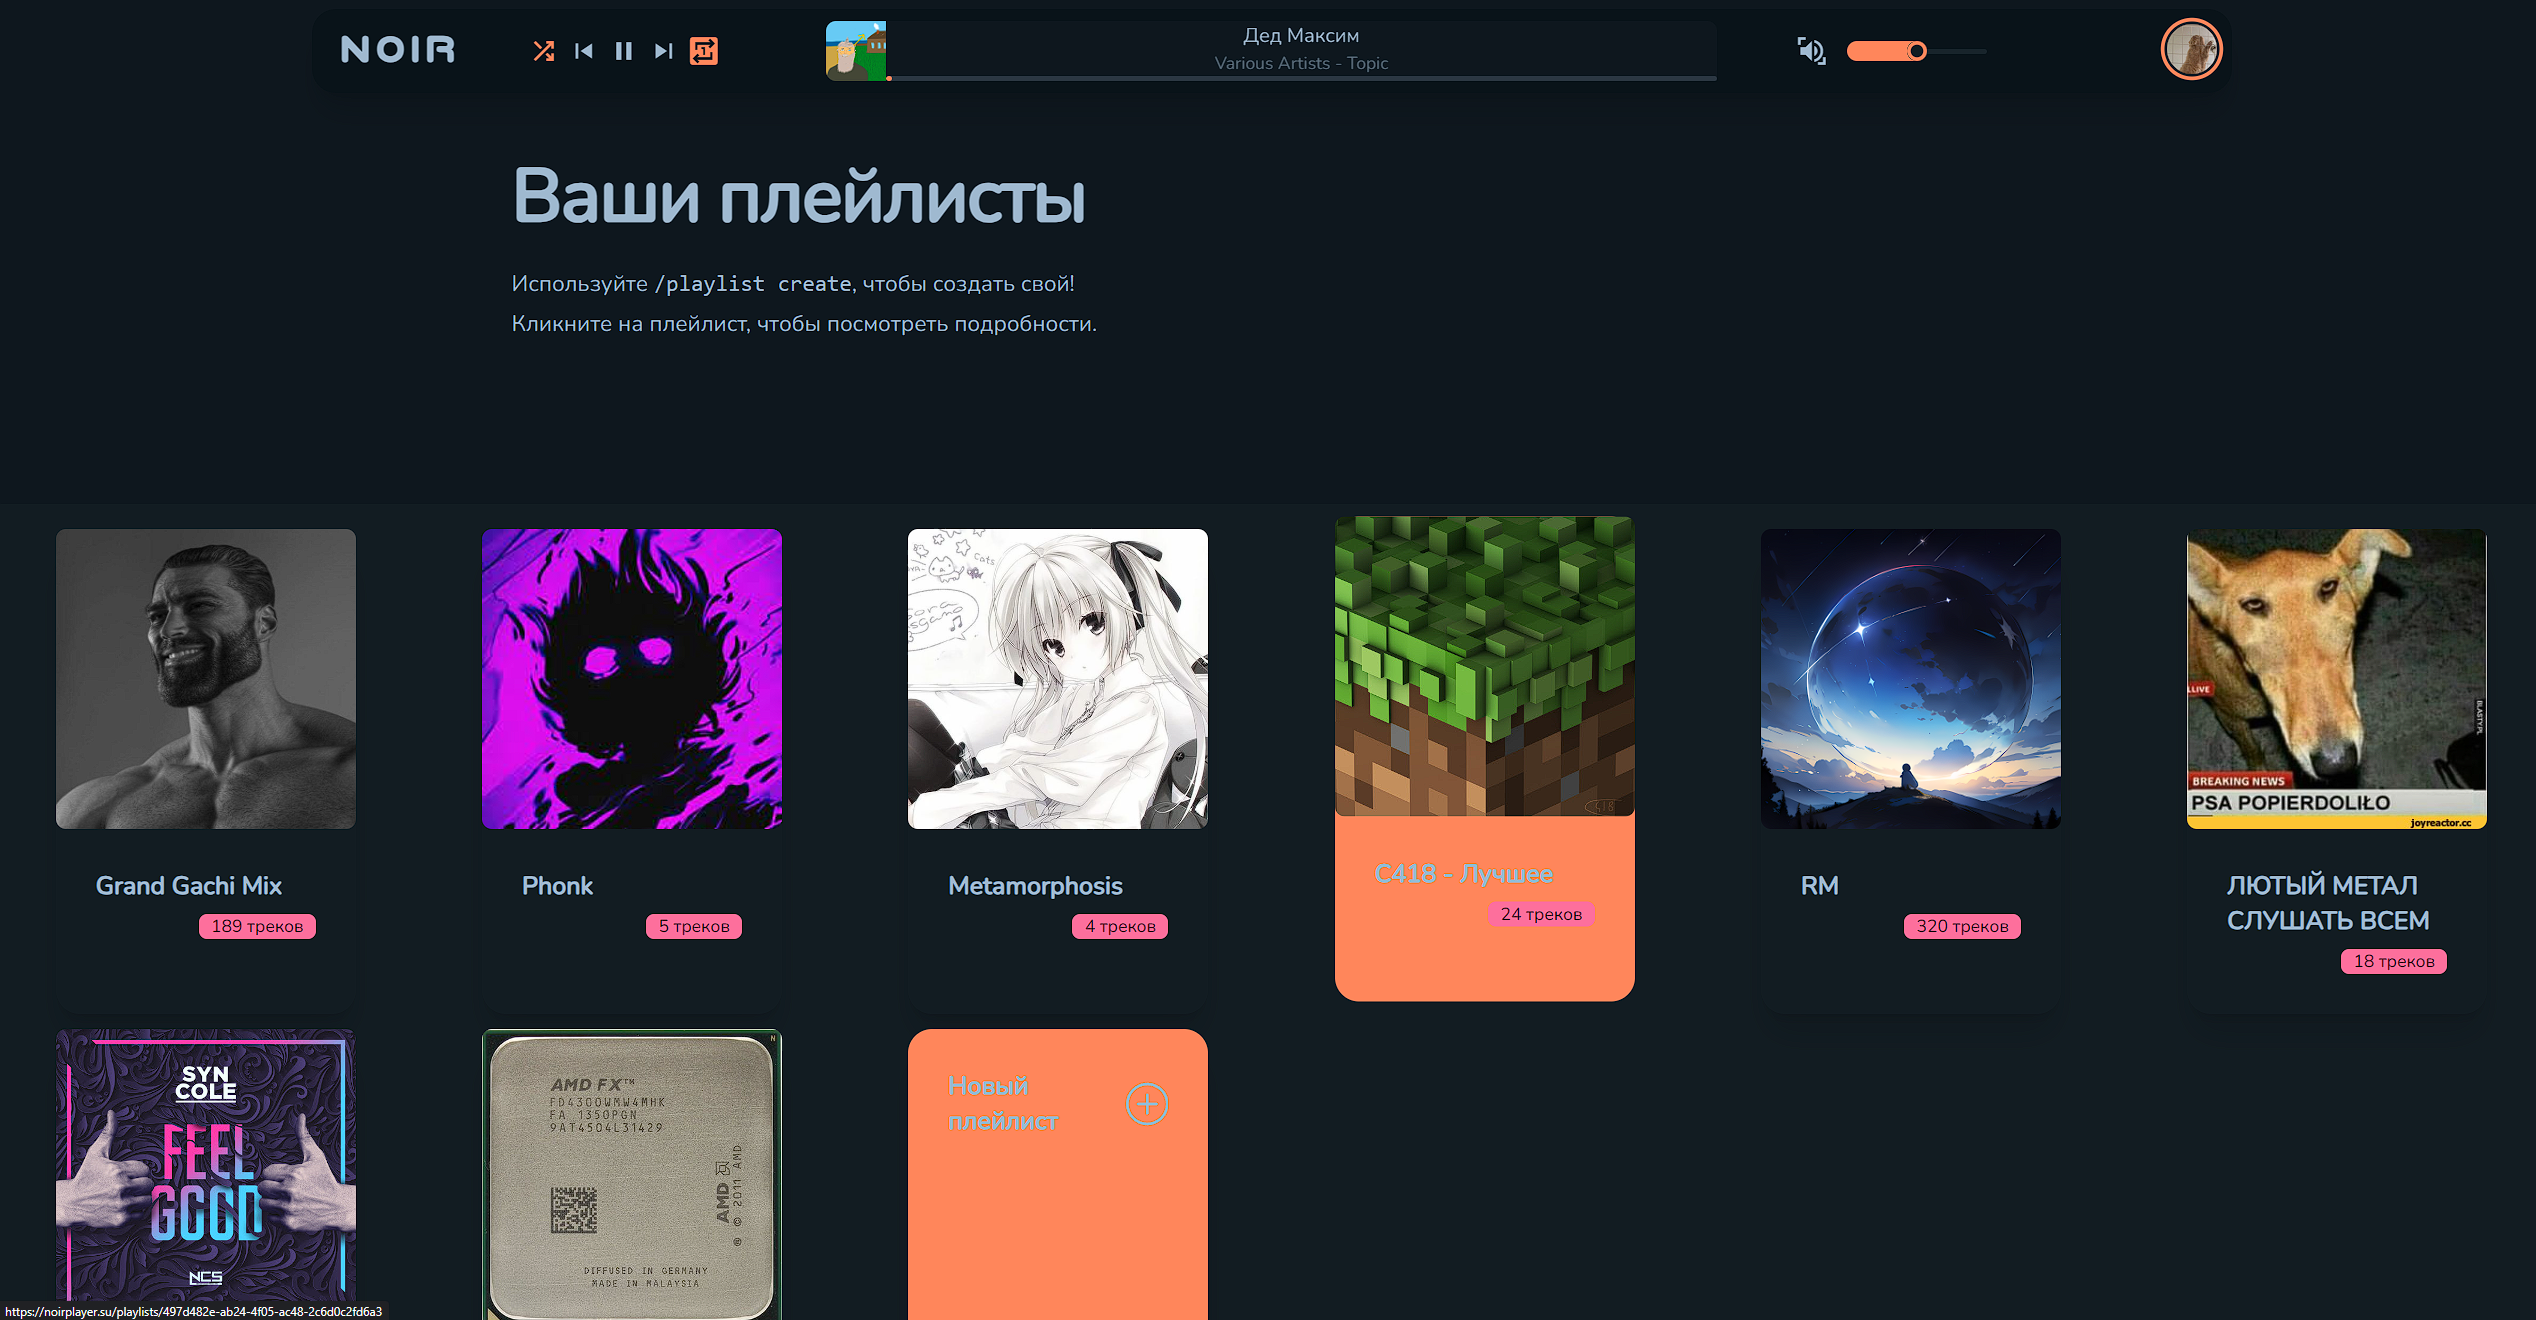 NOIR
Дед Максим
Various Artists - Topic
Ваши плейлисты
Используйте /playlist create, чтобы создать свой!
Кликните на плейлист, чтобы посмотреть подробности.
Grand Gachi Mix
189 треков
Phonk
5 треков
Cats
Metamorphosis
4 треков
C418
C418 - Лучшее
24 треков
RM
320 треков
LIVE
BREAKING NEWS
PSA POPIERDOLIŁO
joyreactor.cc
ЛЮТЫЙ МЕТАЛ
СЛУШАТЬ ВСЕМ
18 треков
SYN
COLE
FEEL
GOOD
NCS
AMD FX™
FD4300WMW4MHK
FA 1350PGN
9AT4504L31429
AMD
© 2011 AMD
DIFFUSED IN GERMANY
MADE IN MALAYSIA
Новый
плейлист
https://noirplayer.su/playlists/497d482e-ab24-4f05-ac48-2c6d0c2fd6a3